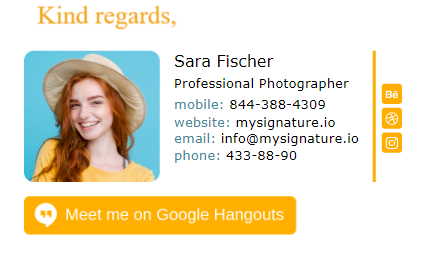 Kind regards,
Sara Fischer
Professional Photographer
mobile: 844-388-4309
website: mysignature.io
email: info@mysignature.io
phone: 433-88-90
Bē
Meet me on Google Hangouts